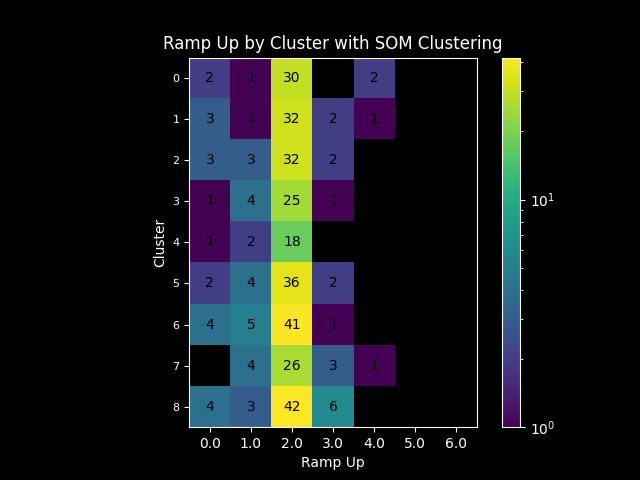 Ramp Up by Cluster with SOM Clustering
Cluster
0 2 1 30 2
1 3 1 32 2 1
2 3 3 32 2
3 1 4 25 1
4 1 2 18
5 2 4 36 2
6 4 5 41 1
7 4 26 3 1
8 4 3 42 6
0.0 1.0 2.0 3.0 4.0 5.0 6.0
Ramp Up
10¹
10⁰